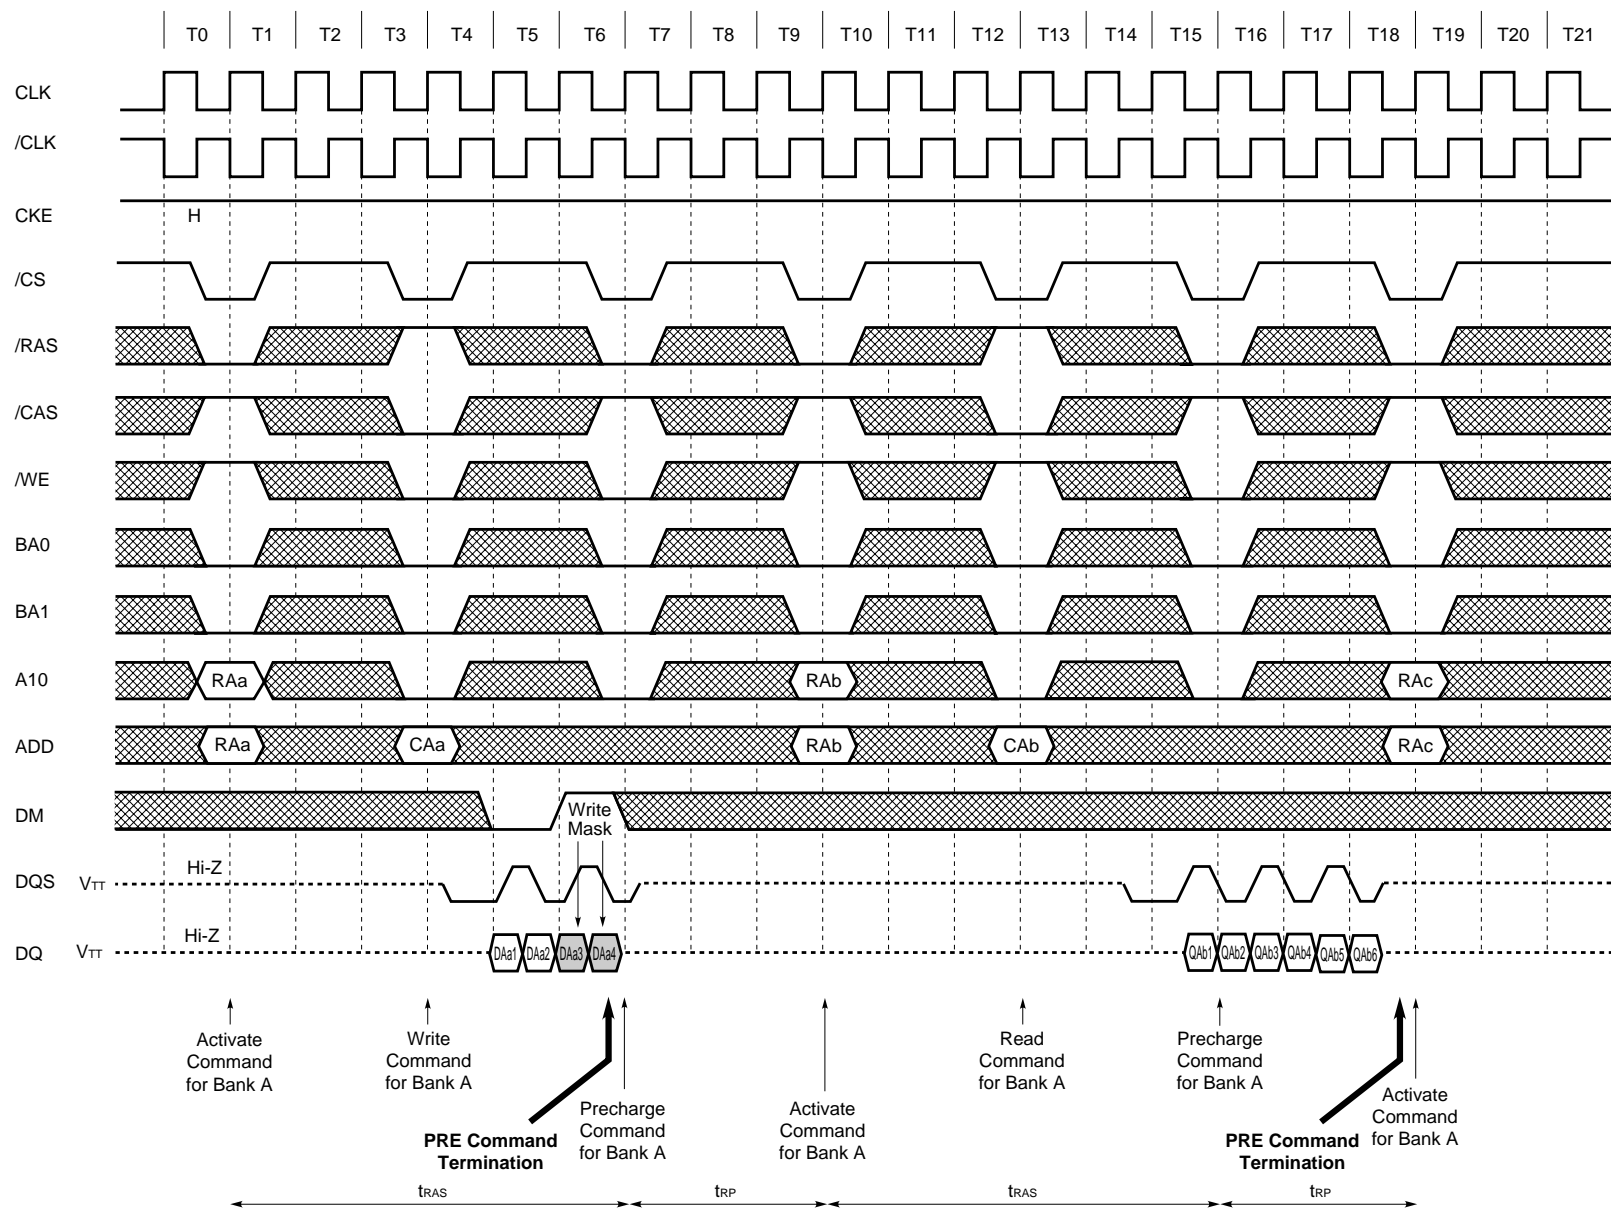 T0 T1 T2 T3 T4 T5 T6 T7 T8 T9 T10 T11 T12 T13 T14 T15 T16 T17 T18 T19 T20 T21
CLK
/CLK
CKE H
/CS
/RAS
/CAS
/WE
BA0
BA1
A10 RAa RAb RAc
ADD RAa CAa RAb CAb RAc
DM Write
Mask
DQS VTT Hi-Z
DQ VTT Hi-Z DAa1 DAa2 DAa3 DAa4 QAb1 QAb2 QAb3 QAb4 QAb5 QAb6
Activate
Command
for Bank A
Write
Command
for Bank A
PRE Command
Termination
Precharge
Command
for Bank A
Activate
Command
for Bank A
Read
Command
for Bank A
Precharge
Command
for Bank A
PRE Command
Termination
Activate
Command
for Bank A
tRAS tRP tRAS tRP